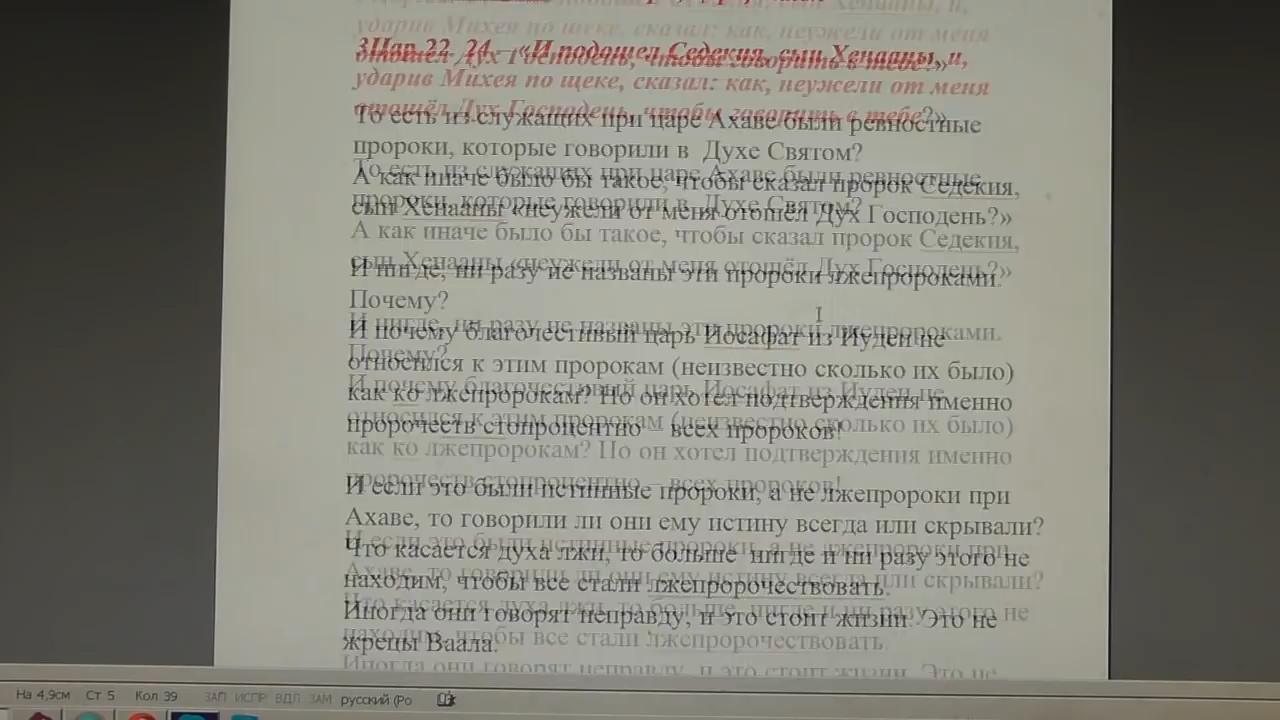 3Цар.22, 24 – «И подошел Седекия, сын Хенааны, и,
ударив Михея по щеке, сказал: как, неужели от меня
отошёл Дух Господень, чтобы говорить в тебе?»
То есть из служащих при царе Ахаве были ревностные
пророки, которые говорили в Духе Святом?
А как иначе было бы такое, чтобы сказал пророк Седекия,
сын Хенааны «неужели от меня отошёл Дух Господень?»
И нигде, ни разу не названы эти пророки лжепророками.
Почему?
И почему благочестивый царь Иосафат из Иудеи не
относился к этим пророкам (неизвестно сколько их было)
как ко лжепророкам? Но он хотел подтверждения именно
пророчеств стопроцентно – всех пророков!
И если это были истинные пророки, а не лжепророки при
Ахаве, то говорили ли они ему истину всегда или скрывали?
Что касается духа лжи, то больше нигде и ни разу этого не
находим, чтобы все стали лжепророчествовать.
Иногда они говорят неправду, и это стоит жизни. Это не
жрецы Ваала.
На 4,9см Ст 5 Кол 39 ЗАП ИСПР ВДЛ ЗАМ русский (Ро